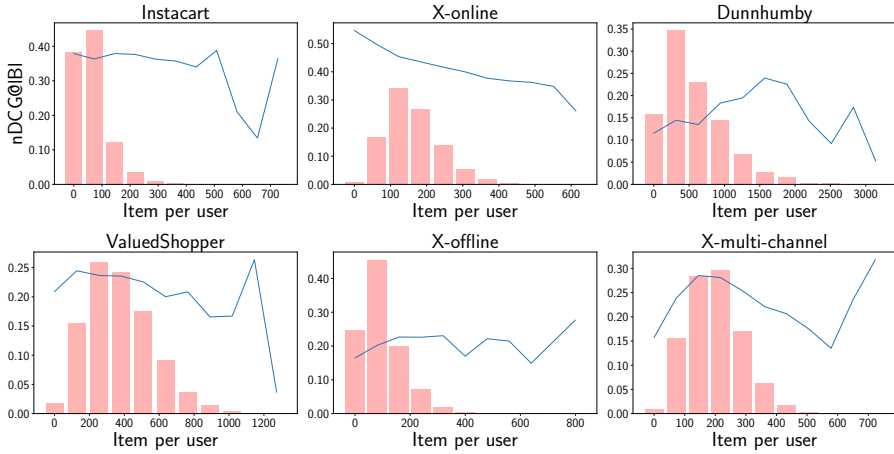 Instacart
X-online
Dunnhumby
nDCG@|B|
0.40
0.30
0.20
0.10
0.00
0 100 200 300 400 500 600 700
Item per user
0.50
0.40
0.30
0.20
0.10
0.00
0 100 200 300 400 500 600
Item per user
0.35
0.30
0.25
0.20
0.15
0.10
0.05
0.00
0 500 1000 1500 2000 2500 3000
Item per user
ValuedShopper
X-offline
X-multi-channel
0.25
0.20
0.15
0.10
0.05
0.00
0 200 400 600 800 1000 1200
Item per user
0.40
0.30
0.20
0.10
0.00
0 200 400 600 800
Item per user
0.30
0.25
0.20
0.15
0.10
0.05
0.00
0 100 200 300 400 500 600 700
Item per user